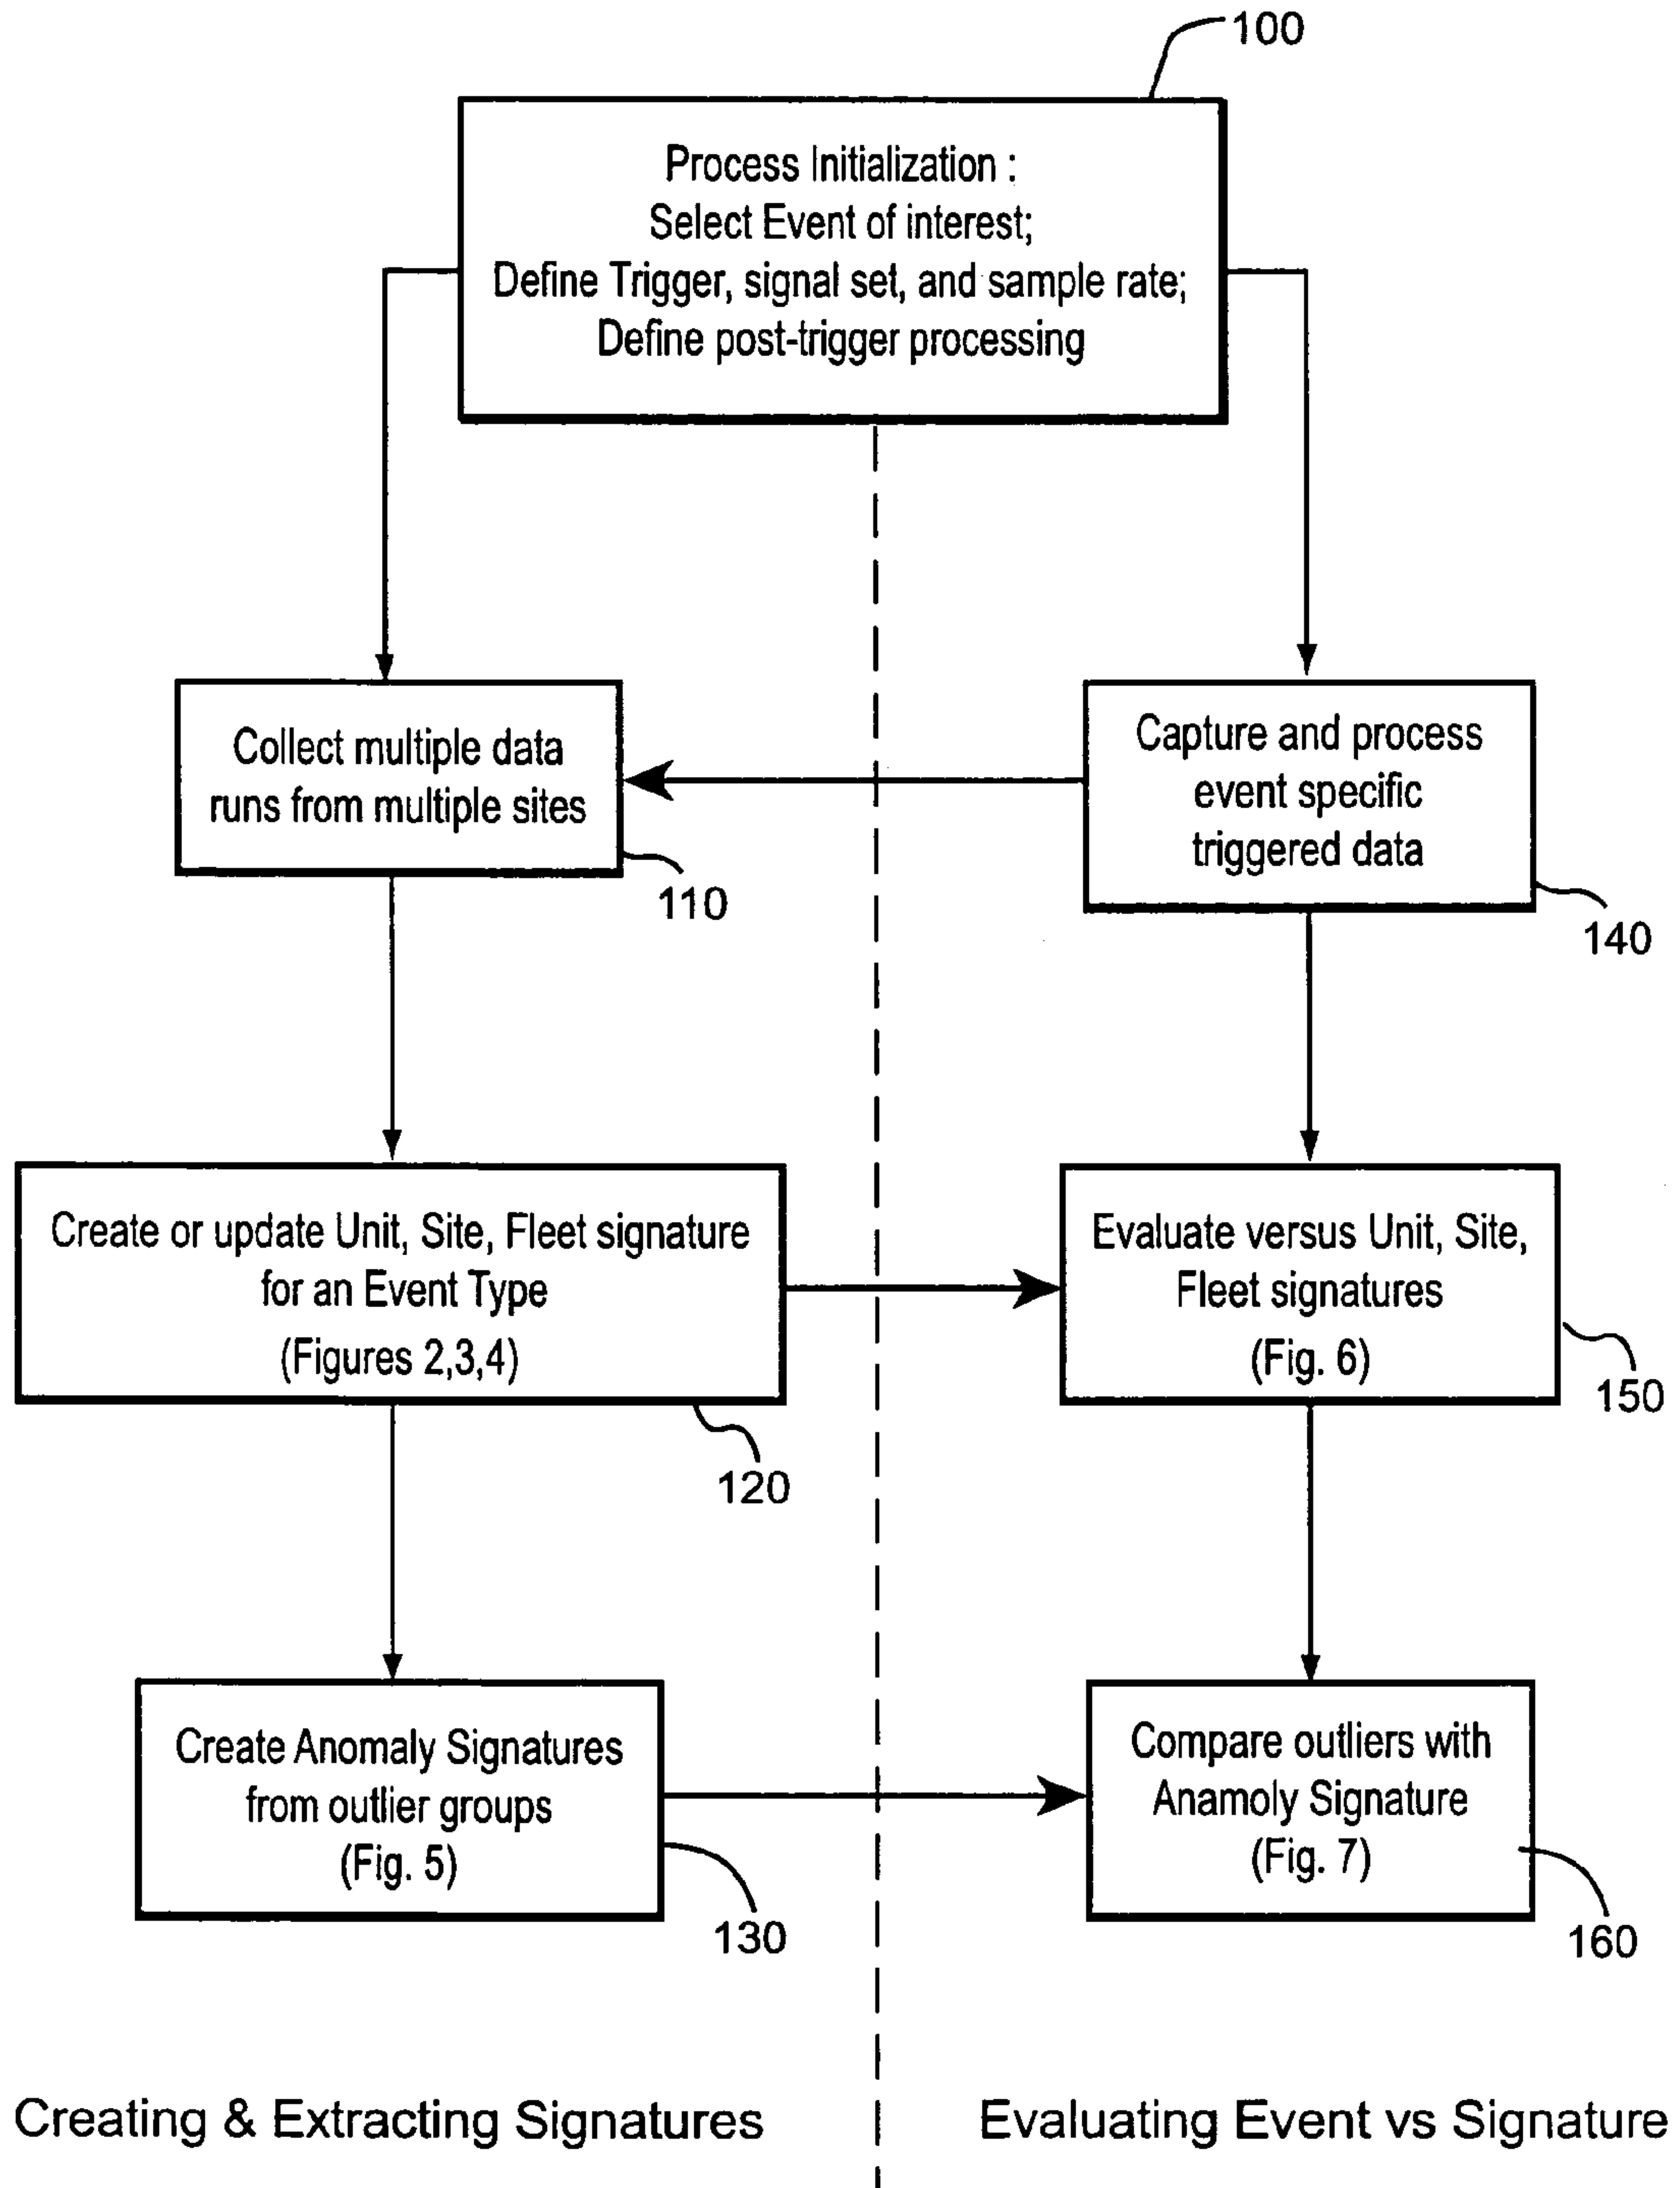 100
Process Initialization :
Select Event of interest;
Define Trigger, signal set, and sample rate;
Define post-trigger processing
Collect multiple data
runs from multiple sites
110
Capture and process
event specific
triggered data
140
Create or update Unit, Site, Fleet signature
for an Event Type
(Figures 2,3,4)
120
Evaluate versus Unit, Site,
Fleet signatures
(Fig. 6)
150
Create Anomaly Signatures
from outlier groups
(Fig. 5)
130
Compare outliers with
Anamoly Signature
(Fig. 7)
160
Creating & Extracting Signatures
Evaluating Event vs Signature